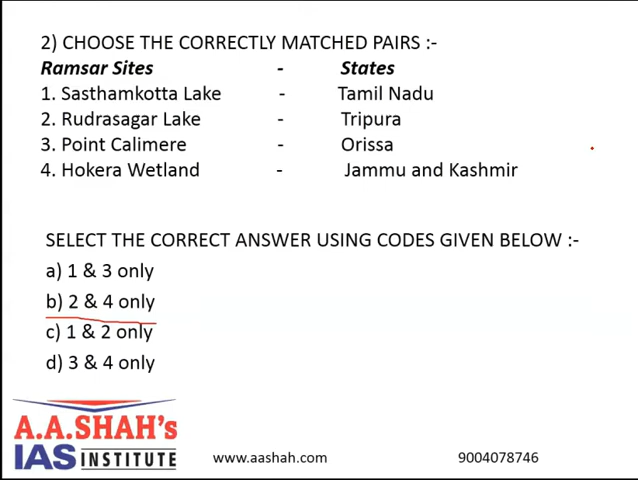 2) CHOOSE THE CORRECTLY MATCHED PAIRS :-
Ramsar Sites - States
1. Sasthamkotta Lake - Tamil Nadu
2. Rudrasagar Lake - Tripura
3. Point Calimere - Orissa
4. Hokera Wetland - Jammu and Kashmir
SELECT THE CORRECT ANSWER USING CODES GIVEN BELOW :-
a) 1 & 3 only
b) 2 & 4 only
c) 1 & 2 only
d) 3 & 4 only
A.A.SHAH's
IAS INSTITUTE
www.aashah.com 9004078746